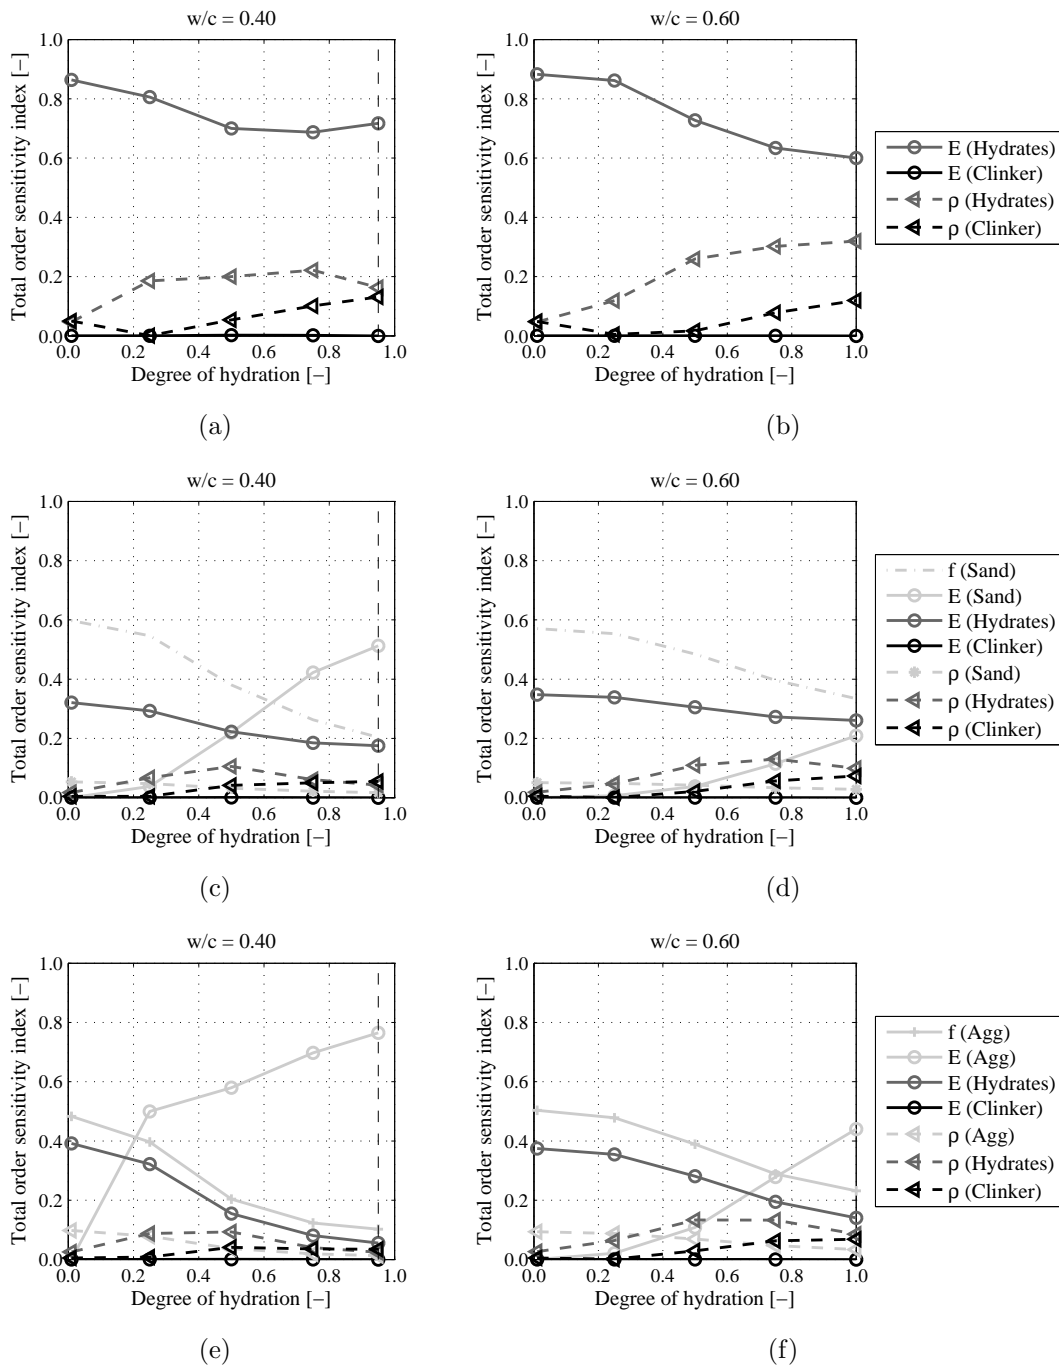 w/c = 0.40
w/c = 0.60
Total order sensitivity index [−]
1.0
0.8
0.6
0.4
0.2
0.0
0.0 0.2 0.4 0.6 0.8 1.0
Degree of hydration [−]
(a)
Total order sensitivity index [−]
1.0
0.8
0.6
0.4
0.2
0.0
0.0 0.2 0.4 0.6 0.8 1.0
Degree of hydration [−]
(b)
E (Hydrates)
E (Clinker)
ρ (Hydrates)
ρ (Clinker)
w/c = 0.40
w/c = 0.60
Total order sensitivity index [−]
1.0
0.8
0.6
0.4
0.2
0.0
0.0 0.2 0.4 0.6 0.8 1.0
Degree of hydration [−]
(c)
Total order sensitivity index [−]
1.0
0.8
0.6
0.4
0.2
0.0
0.0 0.2 0.4 0.6 0.8 1.0
Degree of hydration [−]
(d)
f (Sand)
E (Sand)
E (Hydrates)
E (Clinker)
ρ (Sand)
ρ (Hydrates)
ρ (Clinker)
w/c = 0.40
w/c = 0.60
Total order sensitivity index [−]
1.0
0.8
0.6
0.4
0.2
0.0
0.0 0.2 0.4 0.6 0.8 1.0
Degree of hydration [−]
(e)
Total order sensitivity index [−]
1.0
0.8
0.6
0.4
0.2
0.0
0.0 0.2 0.4 0.6 0.8 1.0
Degree of hydration [−]
(f)
f (Agg)
E (Agg)
E (Hydrates)
E (Clinker)
ρ (Agg)
ρ (Hydrates)
ρ (Clinker)